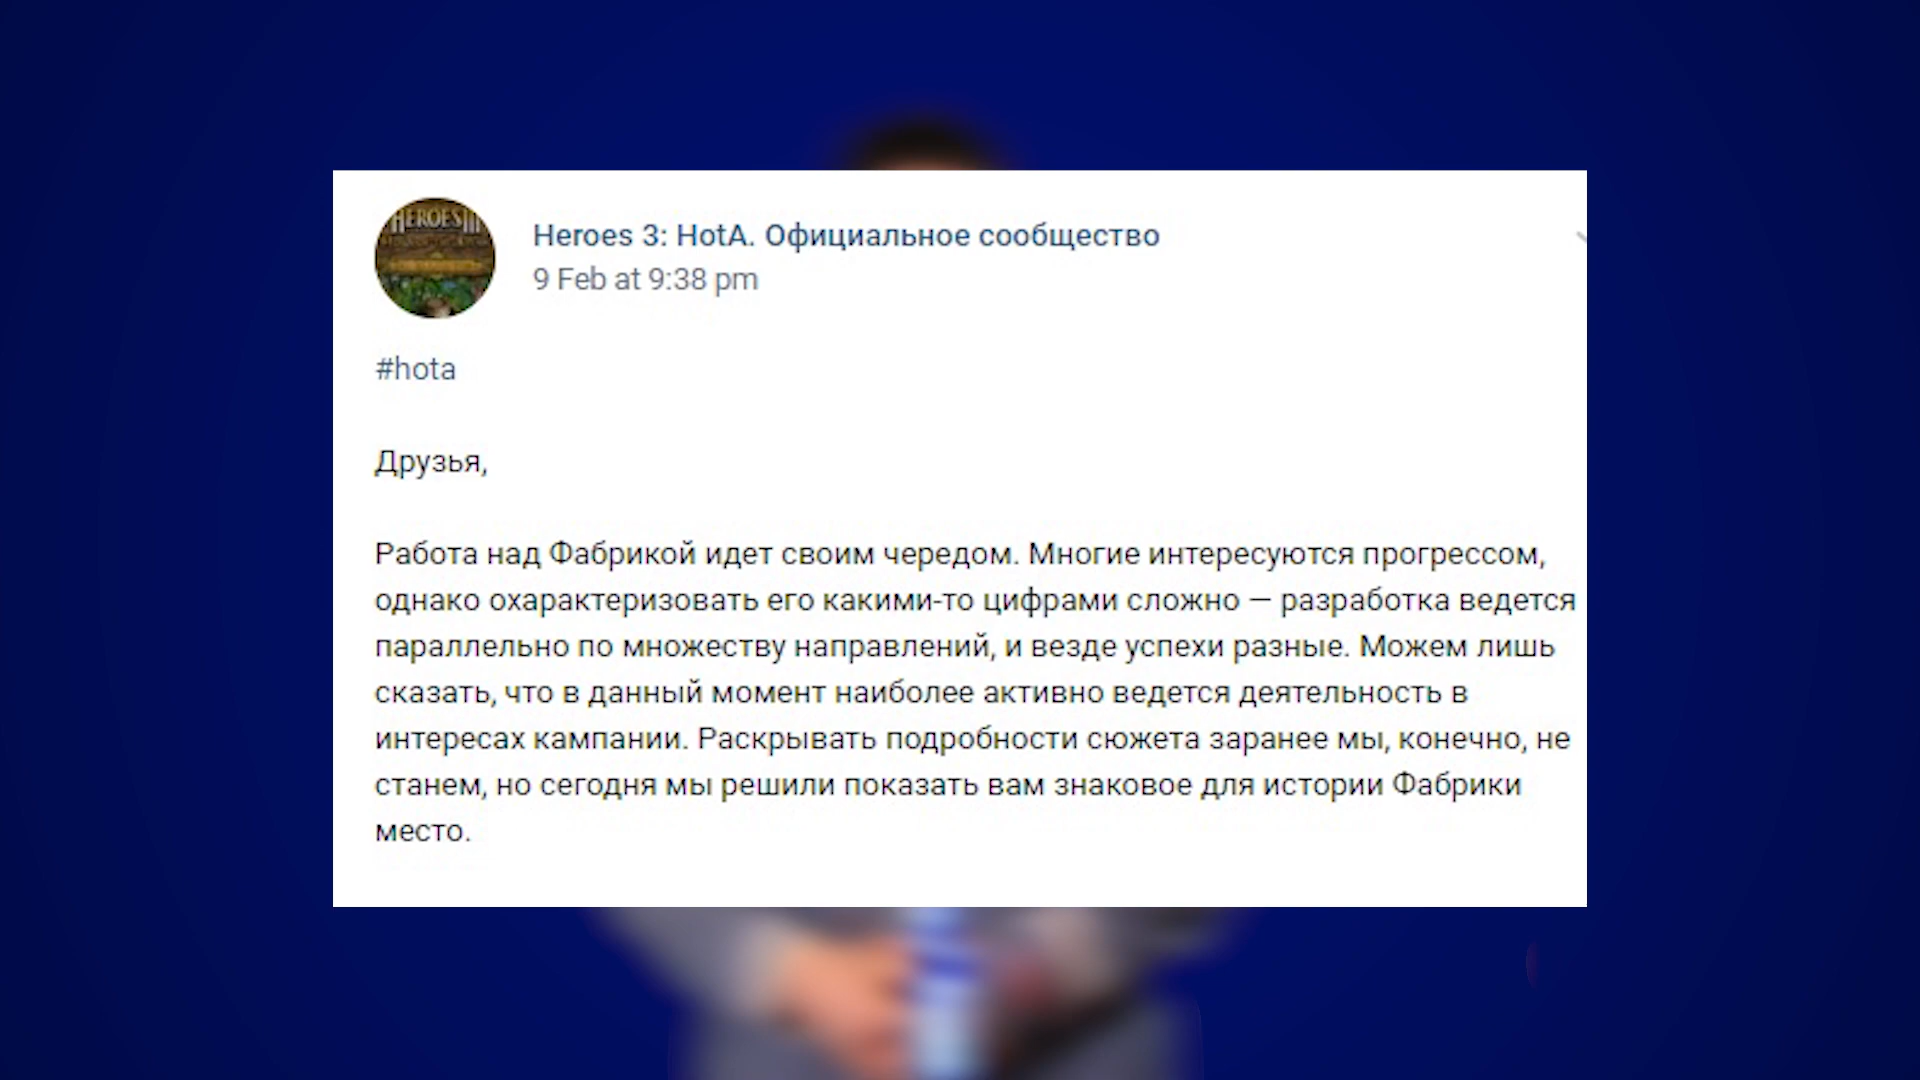 HEROES III
Heroes 3: HotA. Официальное сообщество
9 Feb at 9:38 pm
#hota
Друзья,
Работа над Фабрикой идет своим чередом. Многие интересуются прогрессом,
однако охарактеризовать его какими-то цифрами сложно — разработка ведется
параллельно по множеству направлений, и везде успехи разные. Можем лишь
сказать, что в данный момент наиболее активно ведется деятельность в
интересах кампании. Раскрывать подробности сюжета заранее мы, конечно, не
станем, но сегодня мы решили показать вам знаковое для истории Фабрики
место.